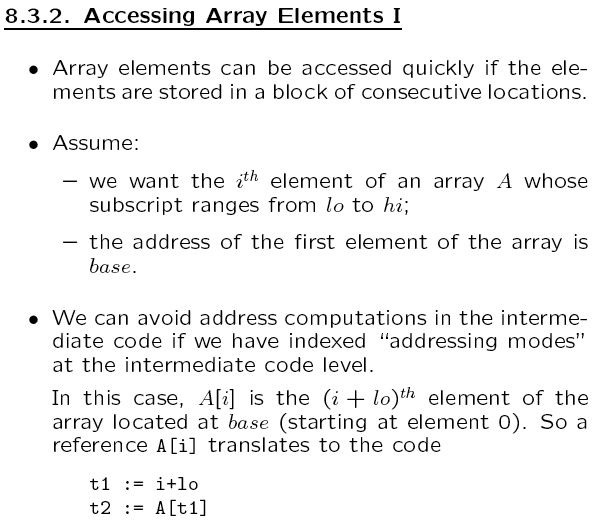 8.3.2. Accessing Array Elements I
• Array elements can be accessed quickly if the ele-
ments are stored in a block of consecutive locations.
• Assume:
– we want the i^th element of an array A whose
subscript ranges from lo to hi;
– the address of the first element of the array is
base.
• We can avoid address computations in the interme-
diate code if we have indexed “addressing modes”
at the intermediate code level.
In this case, A[i] is the (i + lo)^th element of the
array located at base (starting at element 0). So a
reference A[i] translates to the code
t1 := i+lo
t2 := A[t1]